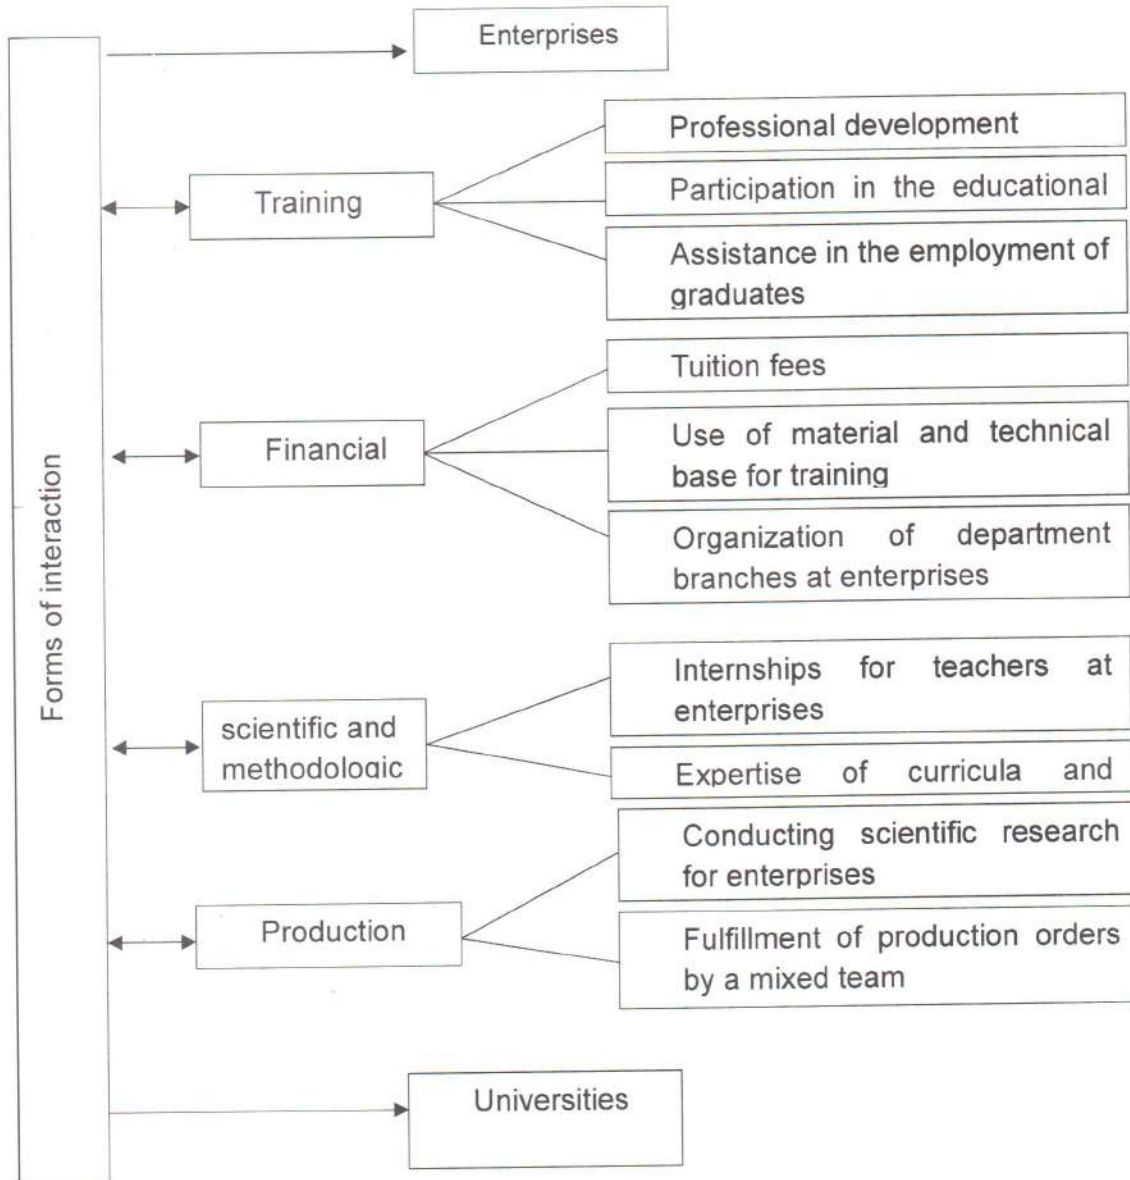 Enterprises
Forms of interaction
Training
Professional development
Participation in the educational
Assistance in the employment of
graduates
Financial
Tuition fees
Use of material and technical
base for training
Organization of department
branches at enterprises
scientific and
methodologic
Internships for teachers at
enterprises
Expertise of curricula and
Production
Conducting scientific research
for enterprises
Fulfillment of production orders
by a mixed team
Universities